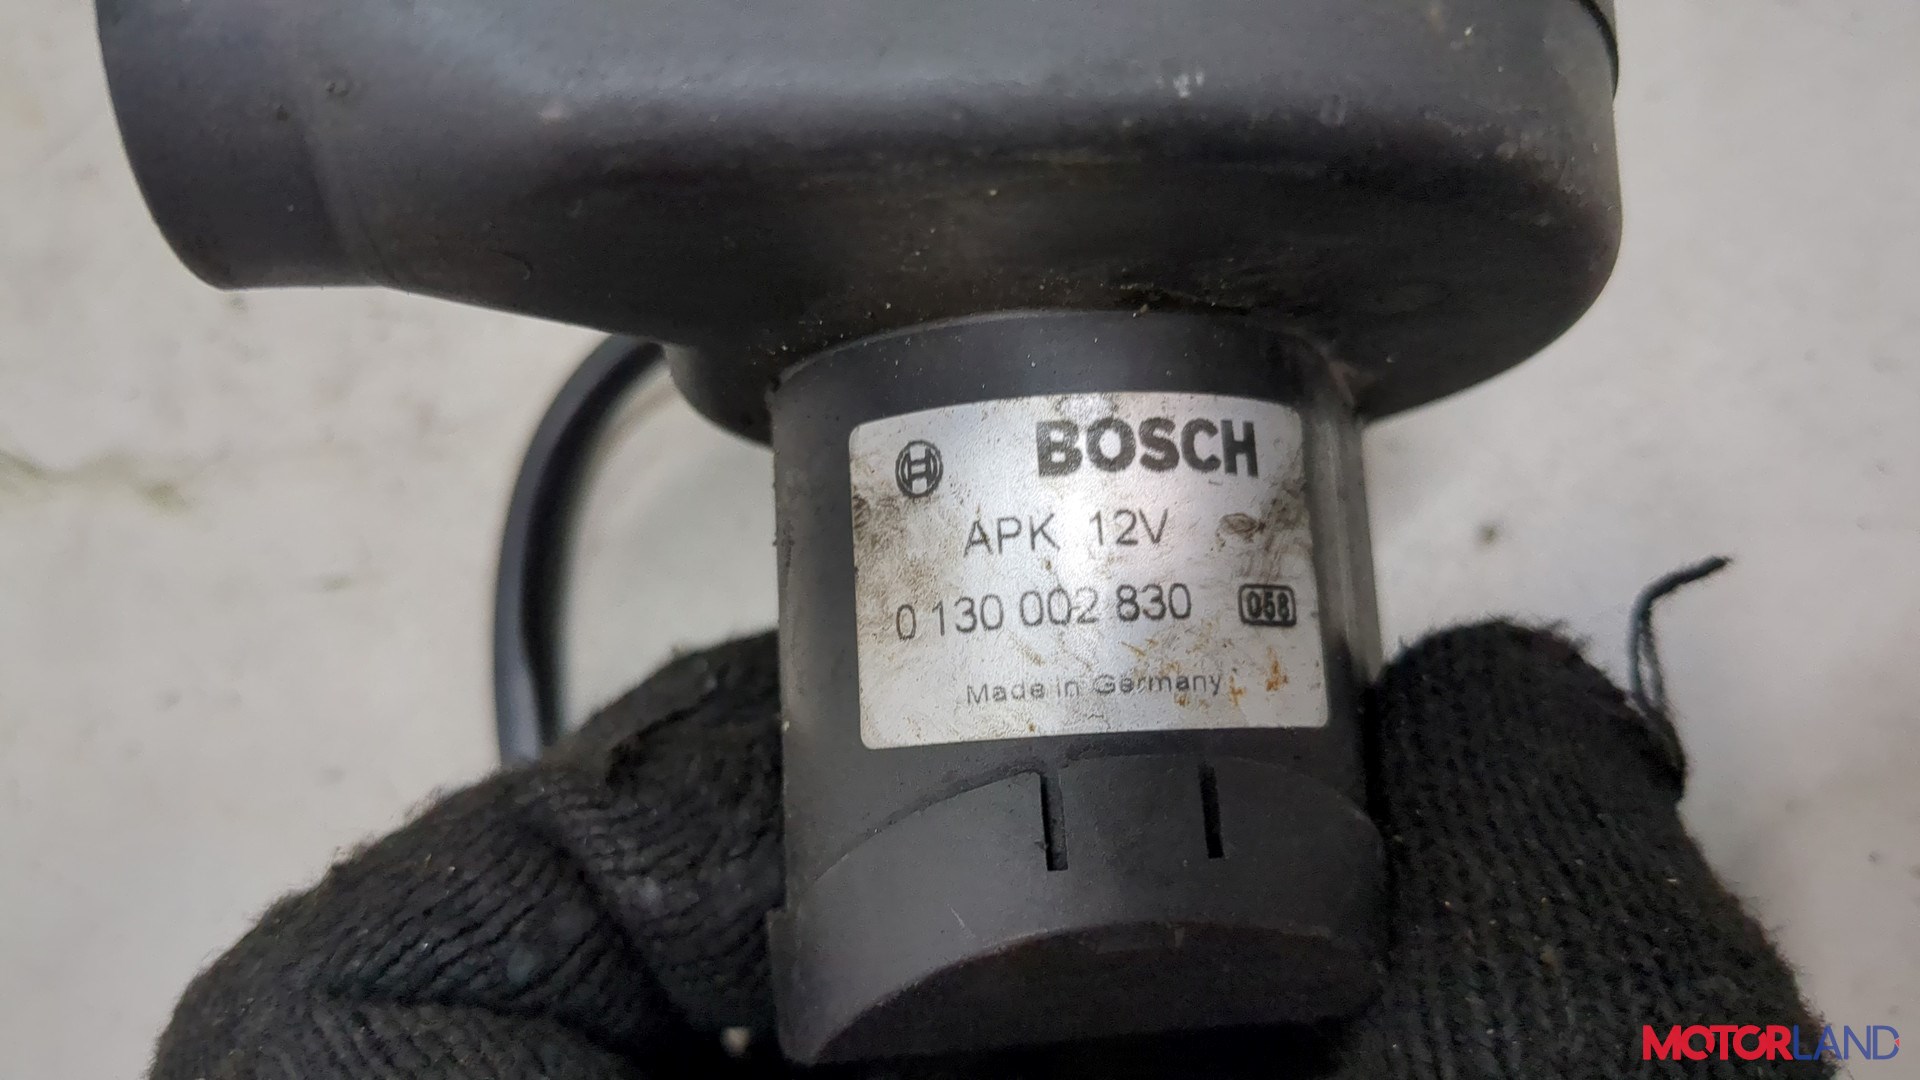 BOSCH
APK 12V
0 130 002 830 058
Made in Germany
MOTORLAND